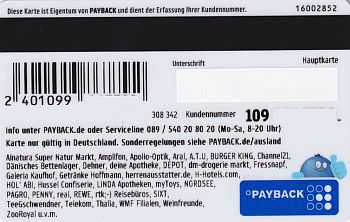 Diese Karte ist Eigentum von PAYBACK und dient der Erfassung Ihrer Kundennummer. 16002852
Unterschrift Hauptkarte
2 401099
308 342 Kundennummer 109
Info unter PAYBACK.de oder Serviceline 089 / 540 20 80 20 (Mo-Sa, 8-20 Uhr)
Karte nur gültig in Deutschland. Sonderregelungen siehe PAYBACK.de/ausland
Alnatura Super Natur Markt, Amplifon, Apollo-Optik, Aral, A.T.U, BURGER KING, Channel21,
Dänisches Bettenlager, Dehner, deine Apotheke, DEPOT, dm-drogerie markt, Fressnapf,
Galeria Kaufhof, Getränke Hoffmann, herrenausstatter.de, H-Hotels.com,
HOL' AB!, Hussel Confiserie, LINDA Apotheken, myToys, NORDSEE,
PAGRO, PENNY, real, REWE, rtk;-) Reisebüros, SIXT,
TeeGschwendner, Telekom, Thalia, WMF Filialen, Weinfreunde,
ZooRoyal u.v.m.
PAYBACK